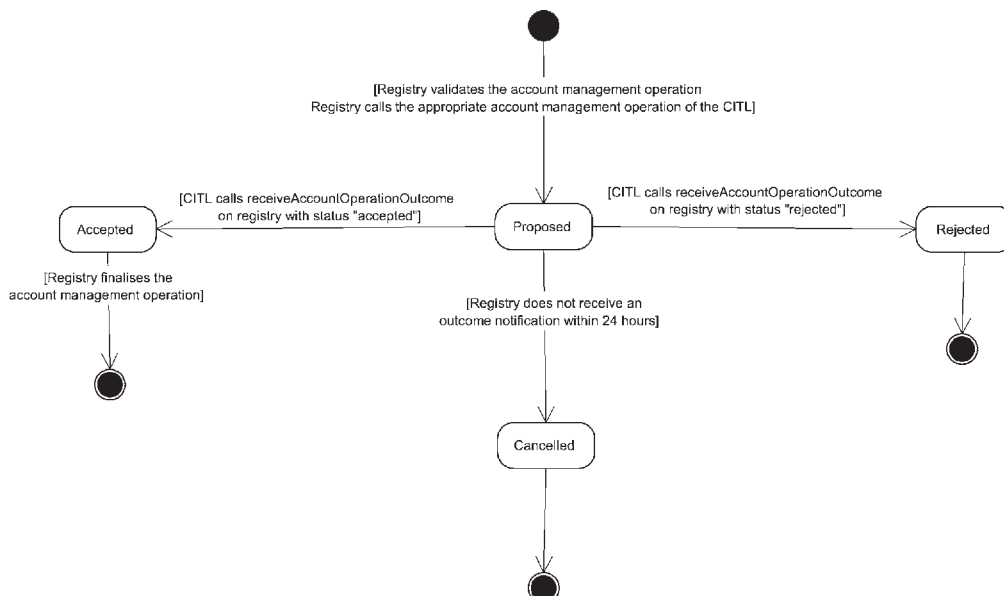 [Registry validates the account management operation
Registry calls the appropriate account management operation of the CITL]
[CITL calls receiveAccountOperationOutcome
on registry with status "accepted"]
[CITL calls receiveAccountOperationOutcome
on registry with status "rejected"]
Accepted
Proposed
Rejected
[Registry finalises the
account management operation]
[Registry does not receive an
outcome notification within 24 hours]
Cancelled